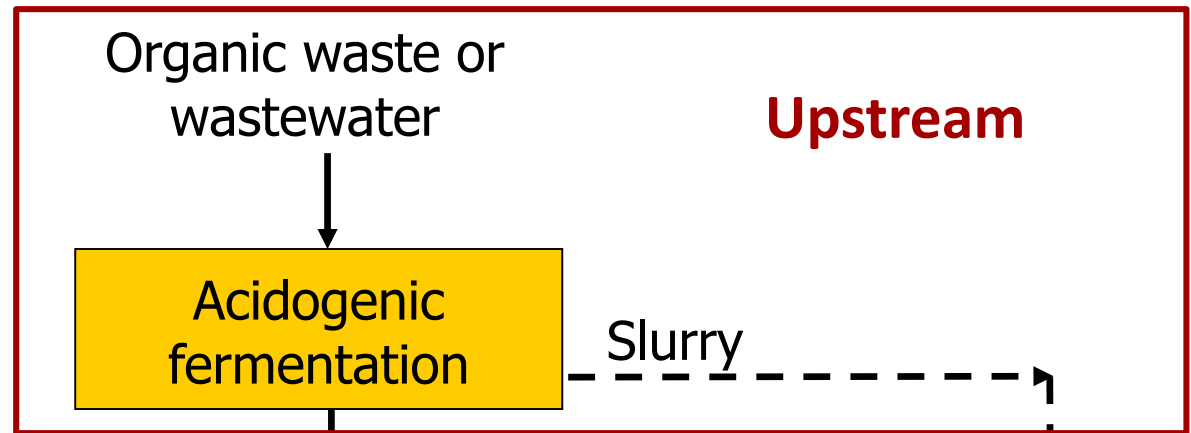 Organic waste or
wastewater
Upstream
Acidogenic
fermentation
Slurry